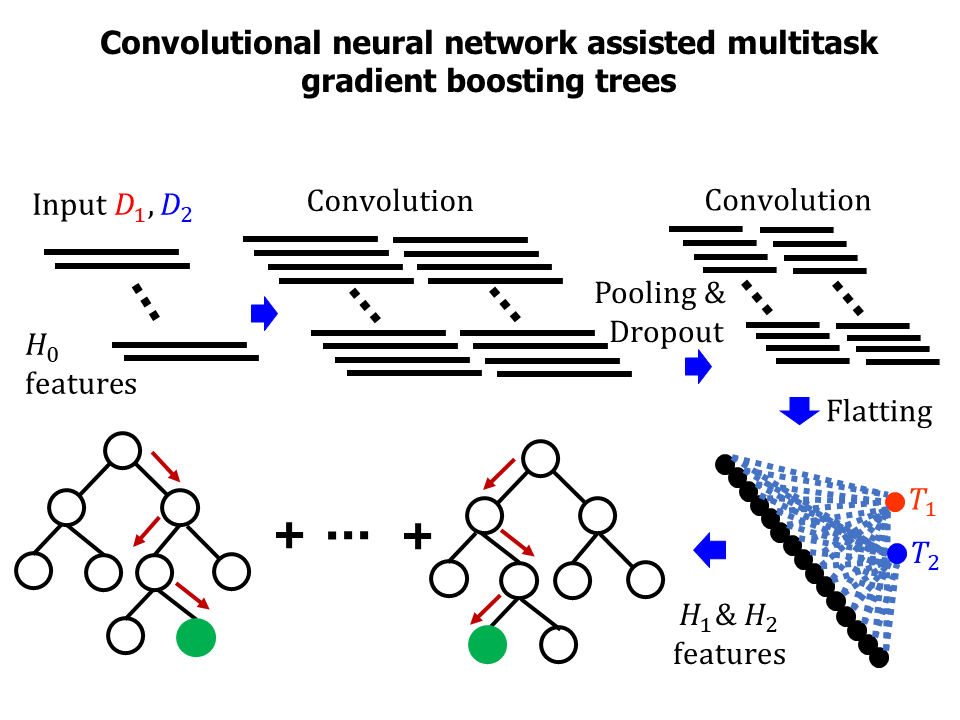 Convolutional neural network assisted multitask
gradient boosting trees
Input D₁, D₂
Convolution
Convolution
Pooling &
Dropout
H₀
features
Flatting
T₁
T₂
+ ... +
H₁ & H₂
features